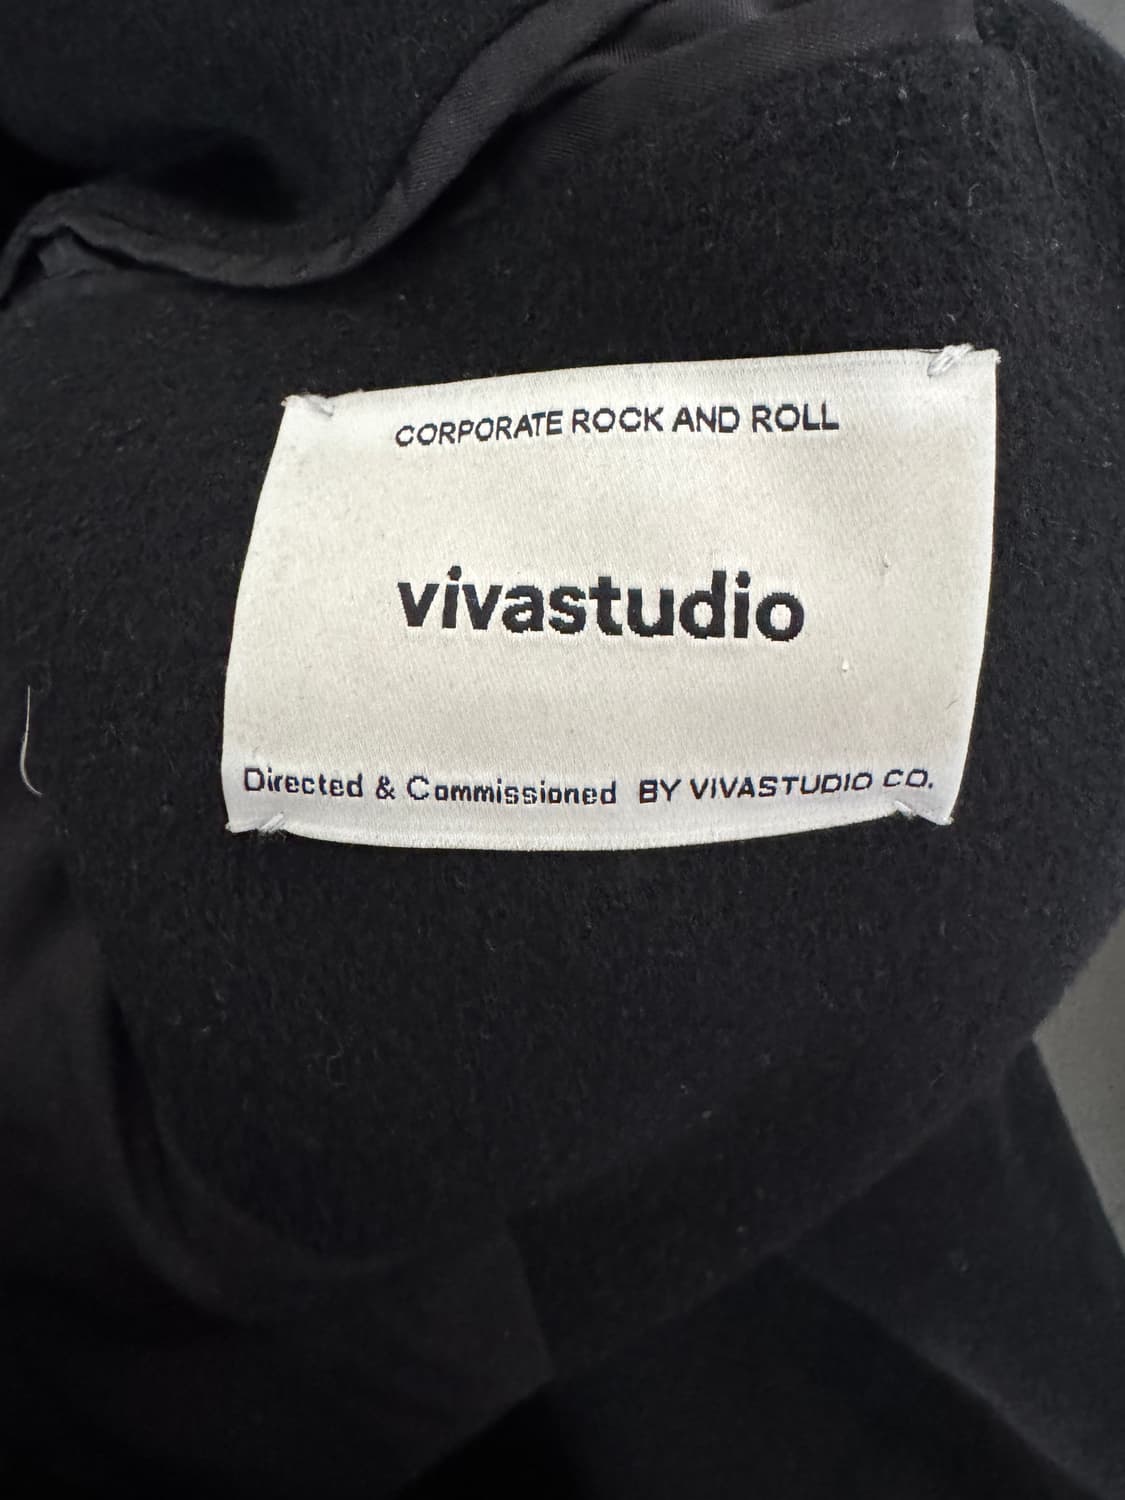 CORPORATE ROCK AND ROLL
vivastudio
Directed & Commissioned BY VIVASTUDIO CO.